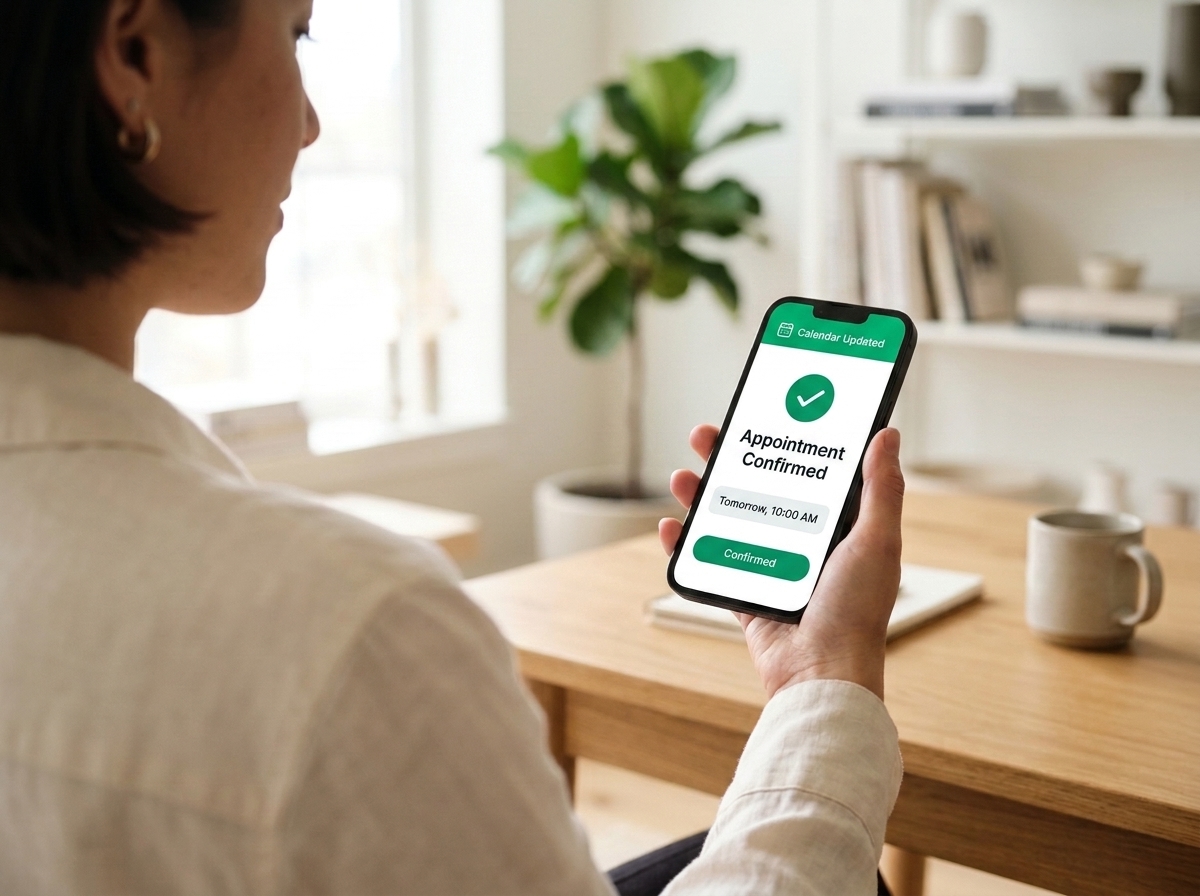 Calendar Updated
Appointment
Confirmed
Tomorrow, 10:00 AM
Confirmed